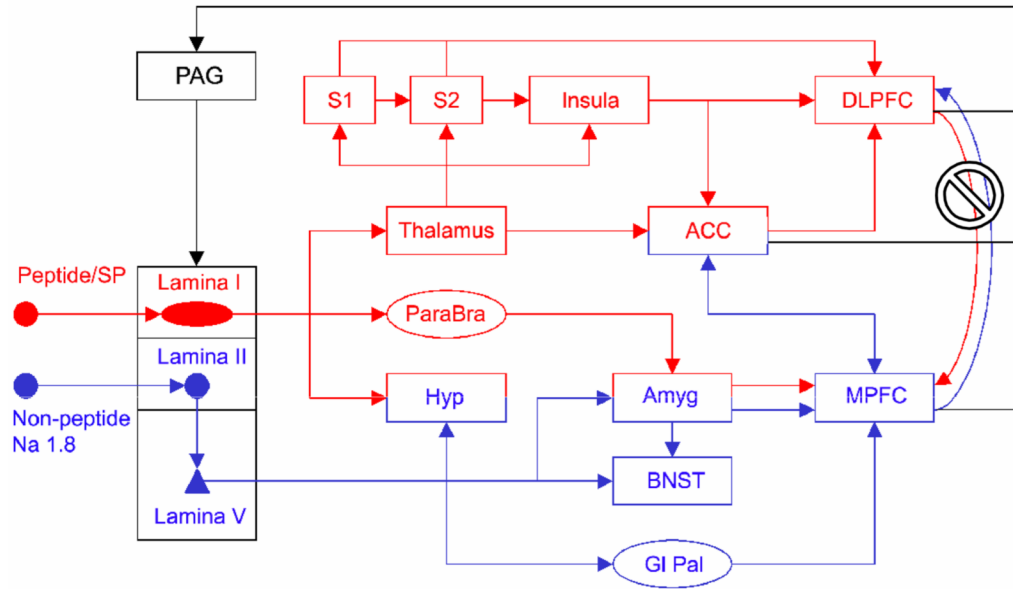 PAG
S1
S2
Insula
DLPFC
Thalamus
ACC
Peptide/SP
Lamina I
ParaBra
Lamina II
Non-peptide
Na 1.8
Hyp
Amyg
MPFC
BNST
Lamina V
Gl Pal